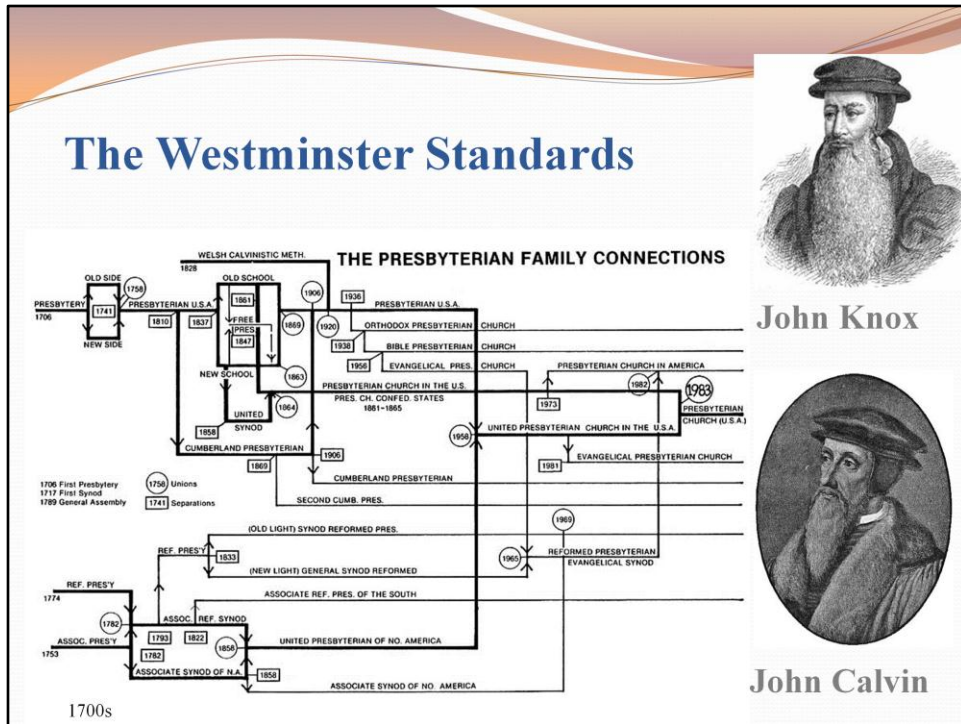 The Westminster Standards
THE PRESBYTERIAN FAMILY CONNECTIONS
WELSH CALVINISTIC METH.
1828
OLD SIDE
1758
OLD SCHOOL
1906
1936
PRESBYTERIAN U.S.A.
PRESBYTERY
1706
1741
PRESBYTERIAN U.S.A.
1810
1837
1861
FREE
PRES.
1847
1869
1920
ORTHODOX PRESBYTERIAN CHURCH
NEW SIDE
1938
BIBLE PRESBYTERIAN CHURCH
1956
EVANGELICAL PRES. CHURCH
PRESBYTERIAN CHURCH IN AMERICA
NEW SCHOOL
1863
1982
1983
PRESBYTERIAN CHURCH IN THE U.S.
PRES. CH. CONFED. STATES
1861-1865
1973
UNITED
SYNOD
1864
1858
PRESBYTERIAN
CHURCH (U.S.A.)
1958
UNITED PRESBYTERIAN CHURCH IN THE U.S.A.
CUMBERLAND PRESBYTERIAN
1869
1906
1981
EVANGELICAL PRESBYTERIAN CHURCH
CUMBERLAND PRESBYTERIAN
1706 First Presbytery
1717 First Synod
1789 General Assembly
1758 Unions
1741 Separations
SECOND CUMB. PRES.
(OLD LIGHT) SYNOD REFORMED PRES.
1969
REF. PRES'Y
1833
1965
REFORMED PRESBYTERIAN
EVANGELICAL SYNOD
(NEW LIGHT) GENERAL SYNOD REFORMED
REF. PRES'Y
1774
ASSOCIATE REF. PRES. OF THE SOUTH
1782
ASSOC. REF. SYNOD
1793
1822
ASSOC. PRES'Y
1753
1782
1858
UNITED PRESBYTERIAN OF NO. AMERICA
ASSOCIATE SYNOD OF N.A.
1858
ASSOCIATE SYNOD OF NO. AMERICA
1700s
John Knox
John Calvin